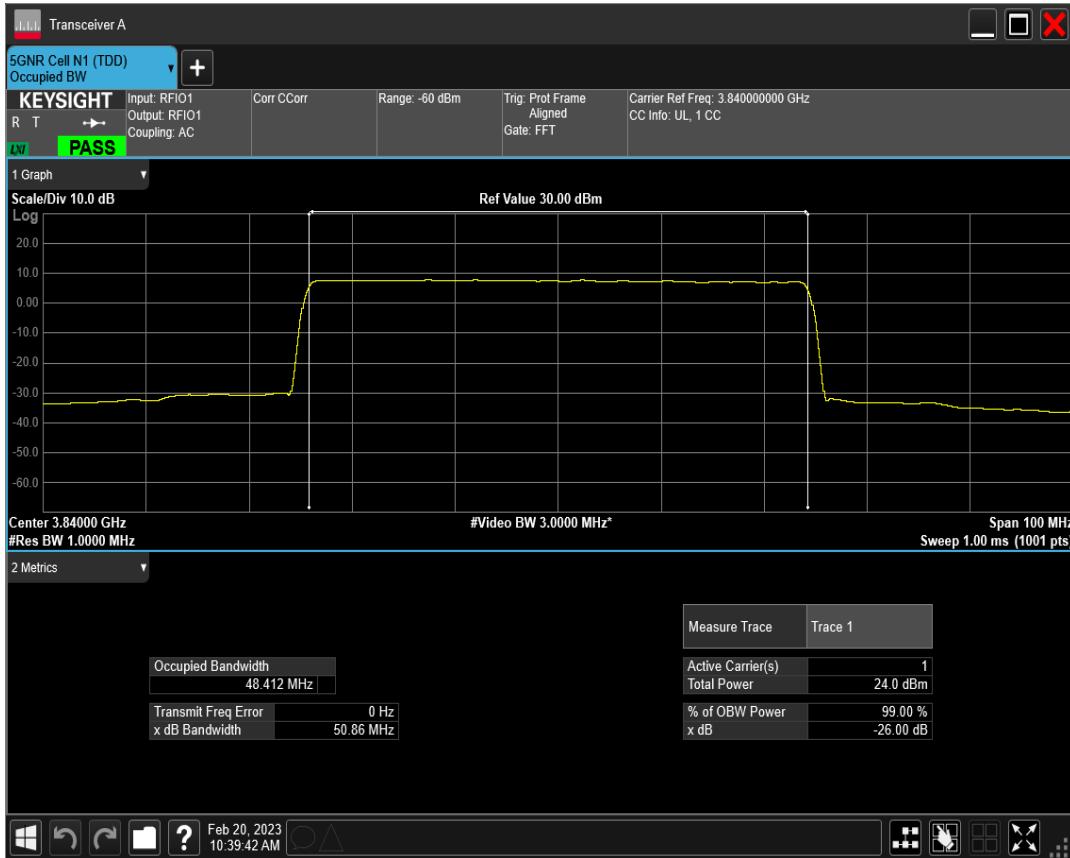 Transceiver A
5GNR Cell N1 (TDD)
Occupied BW
+
KEYSIGHT
R T
LXI
PASS
Input: RFIO1
Output: RFIO1
Coupling: AC
Corr CCorr
Range: -60 dBm
Trig: Prot Frame
Aligned
Gate: FFT
Carrier Ref Freq: 3.840000000 GHz
CC Info: UL, 1 CC
1 Graph
Scale/Div 10.0 dB
Ref Value 30.00 dBm
Log
20.0
10.0
0.00
-10.0
-20.0
-30.0
-40.0
-50.0
-60.0
Center 3.84000 GHz
#Video BW 3.0000 MHz*
Span 100 MHz
#Res BW 1.0000 MHz
Sweep 1.00 ms (1001 pts)
2 Metrics
Measure Trace Trace 1
Occupied Bandwidth
48.412 MHz
Active Carrier(s) 1
Total Power 24.0 dBm
Transmit Freq Error 0 Hz
x dB Bandwidth 50.86 MHz
% of OBW Power 99.00 %
x dB -26.00 dB
?
Feb 20, 2023
10:39:42 AM